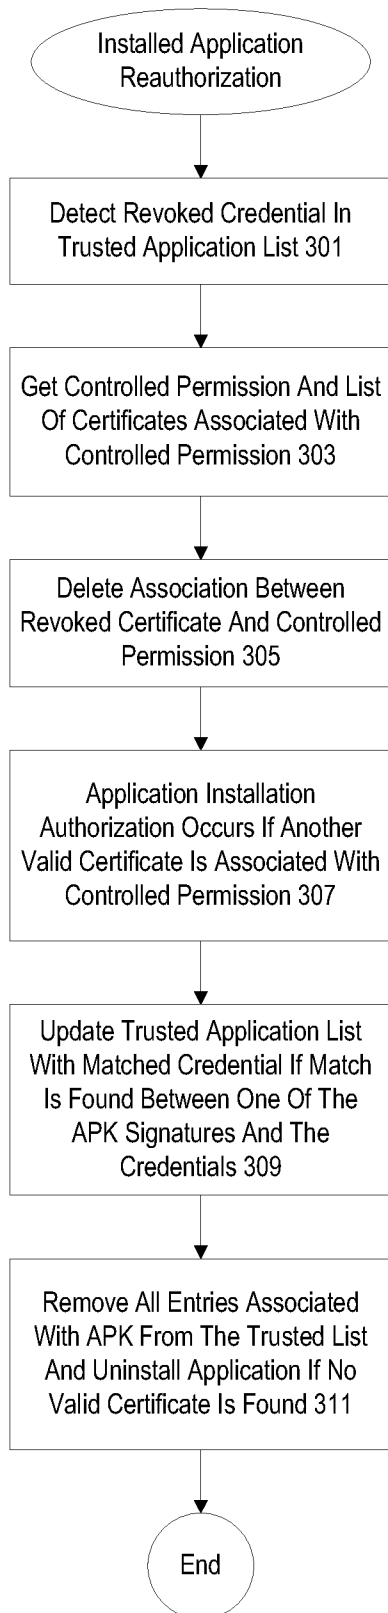 Installed Application
Reauthorization
Detect Revoked Credential In
Trusted Application List 301
Get Controlled Permission And List
Of Certificates Associated With
Controlled Permission 303
Delete Association Between
Revoked Certificate And Controlled
Permission 305
Application Installation
Authorization Occurs If Another
Valid Certificate Is Associated With
Controlled Permission 307
Update Trusted Application List
With Matched Credential If Match
Is Found Between One Of The
APK Signatures And The
Credentials 309
Remove All Entries Associated
With APK From The Trusted List
And Uninstall Application If No
Valid Certificate Is Found 311
End